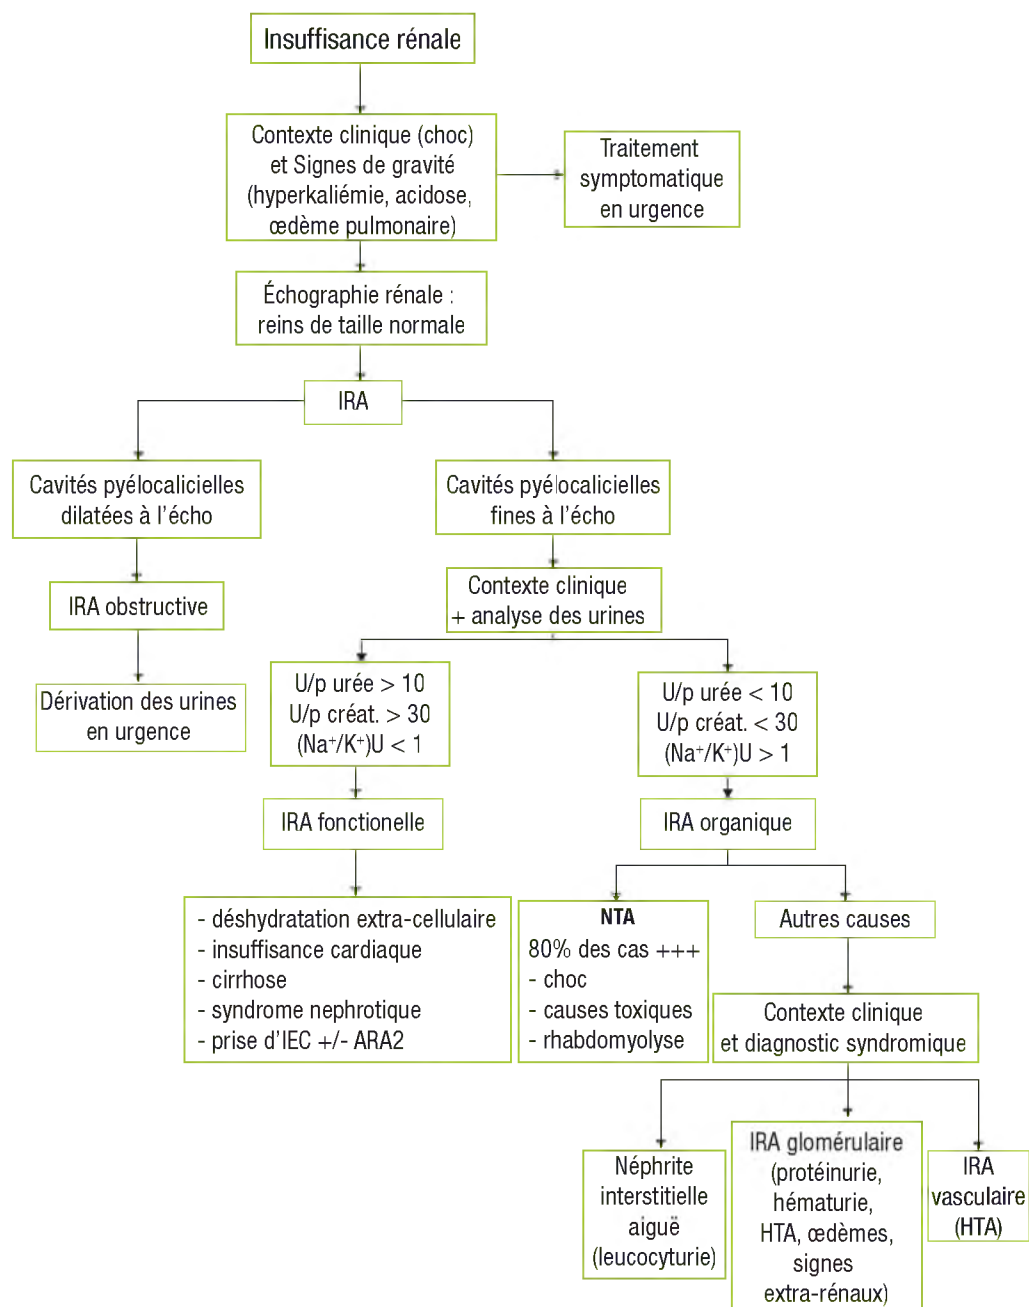 Insuffisance rénale
Contexte clinique (choc)
et Signes de gravité
(hyperkaliémie, acidose,
œdème pulmonaire)
Traitement
symptomatique
en urgence
Échographie rénale :
reins de taille normale
IRA
Cavités pyélocalicielles
dilatées à l'écho
Cavités pyélocalicielles
fines à l'écho
IRA obstructive
Contexte clinique
+ analyse des urines
Dérivation des urines
en urgence
U/p urée > 10
U/p créat. > 30
(Na⁺/K⁺)U < 1
U/p urée < 10
U/p créat. < 30
(Na⁺/K⁺)U > 1
IRA fonctionelle
IRA organique
- déshydratation extra-cellulaire
- insuffisance cardiaque
- cirrhose
- syndrome nephrotique
- prise d'IEC +/- ARA2
NTA
80% des cas +++
- choc
- causes toxiques
- rhabdomyolyse
Autres causes
Contexte clinique
et diagnostic syndromique
Néphrite
interstitielle
aiguë
(leucocyturie)
IRA glomérulaire
(protéinurie,
hématurie,
HTA, œdèmes,
signes
extra-rénaux)
IRA
vasculaire
(HTA)